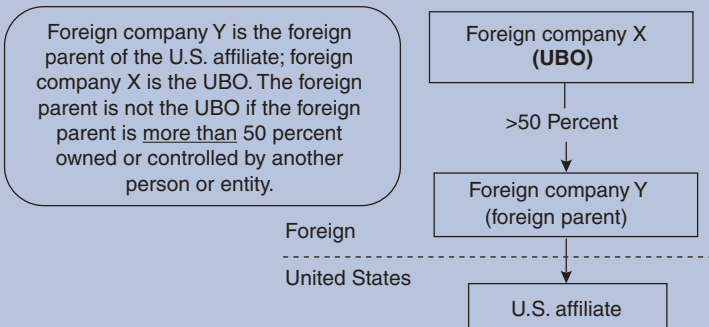 Foreign company Y is the foreign
parent of the U.S. affiliate; foreign
company X is the UBO. The foreign
parent is not the UBO if the foreign
parent is more than 50 percent
owned or controlled by another
person or entity.
Foreign company X
(UBO)
>50 Percent
Foreign company Y
(foreign parent)
Foreign
United States
U.S. affiliate